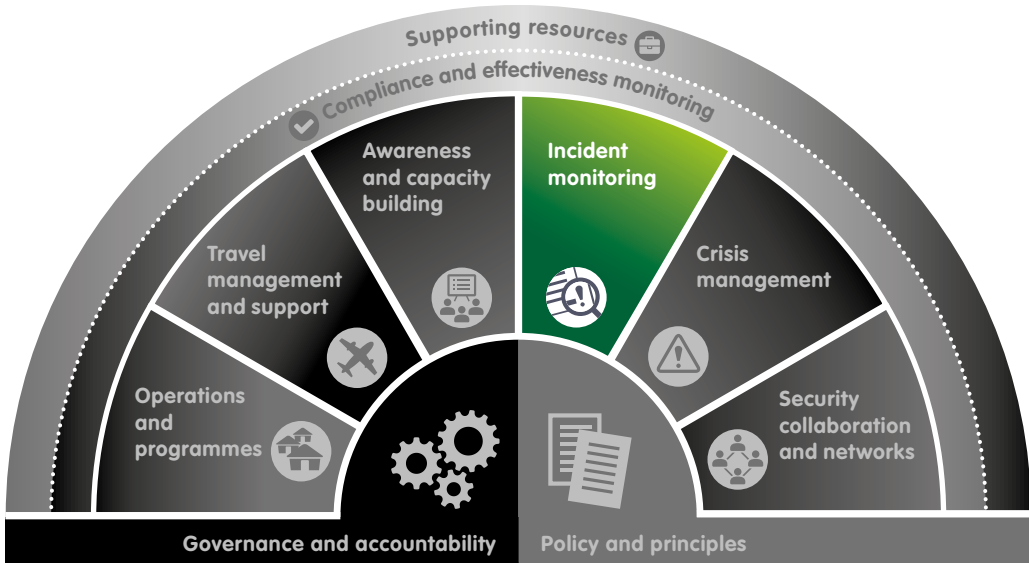 Supporting resources
Compliance and effectiveness monitoring
Awareness
and capacity
building
Incident
monitoring
Travel
management
and support
Crisis
management
Operations
and
programmes
Security
collaboration
and networks
Governance and accountability
Policy and principles